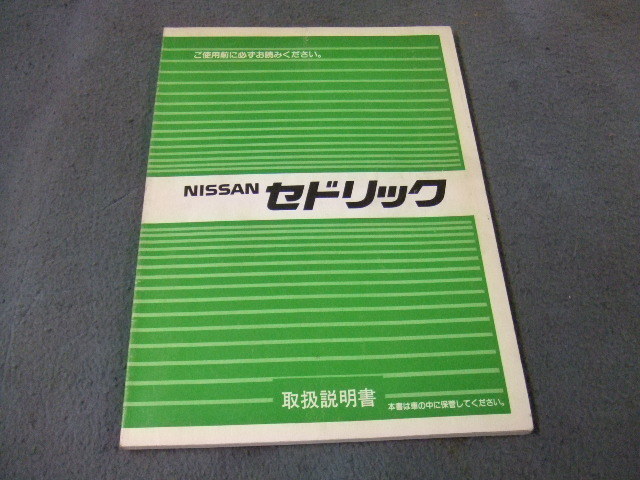 ご使用前に必ずお読みください。
NISSAN セドリック
取扱説明書
本書は車の中に保管してください。